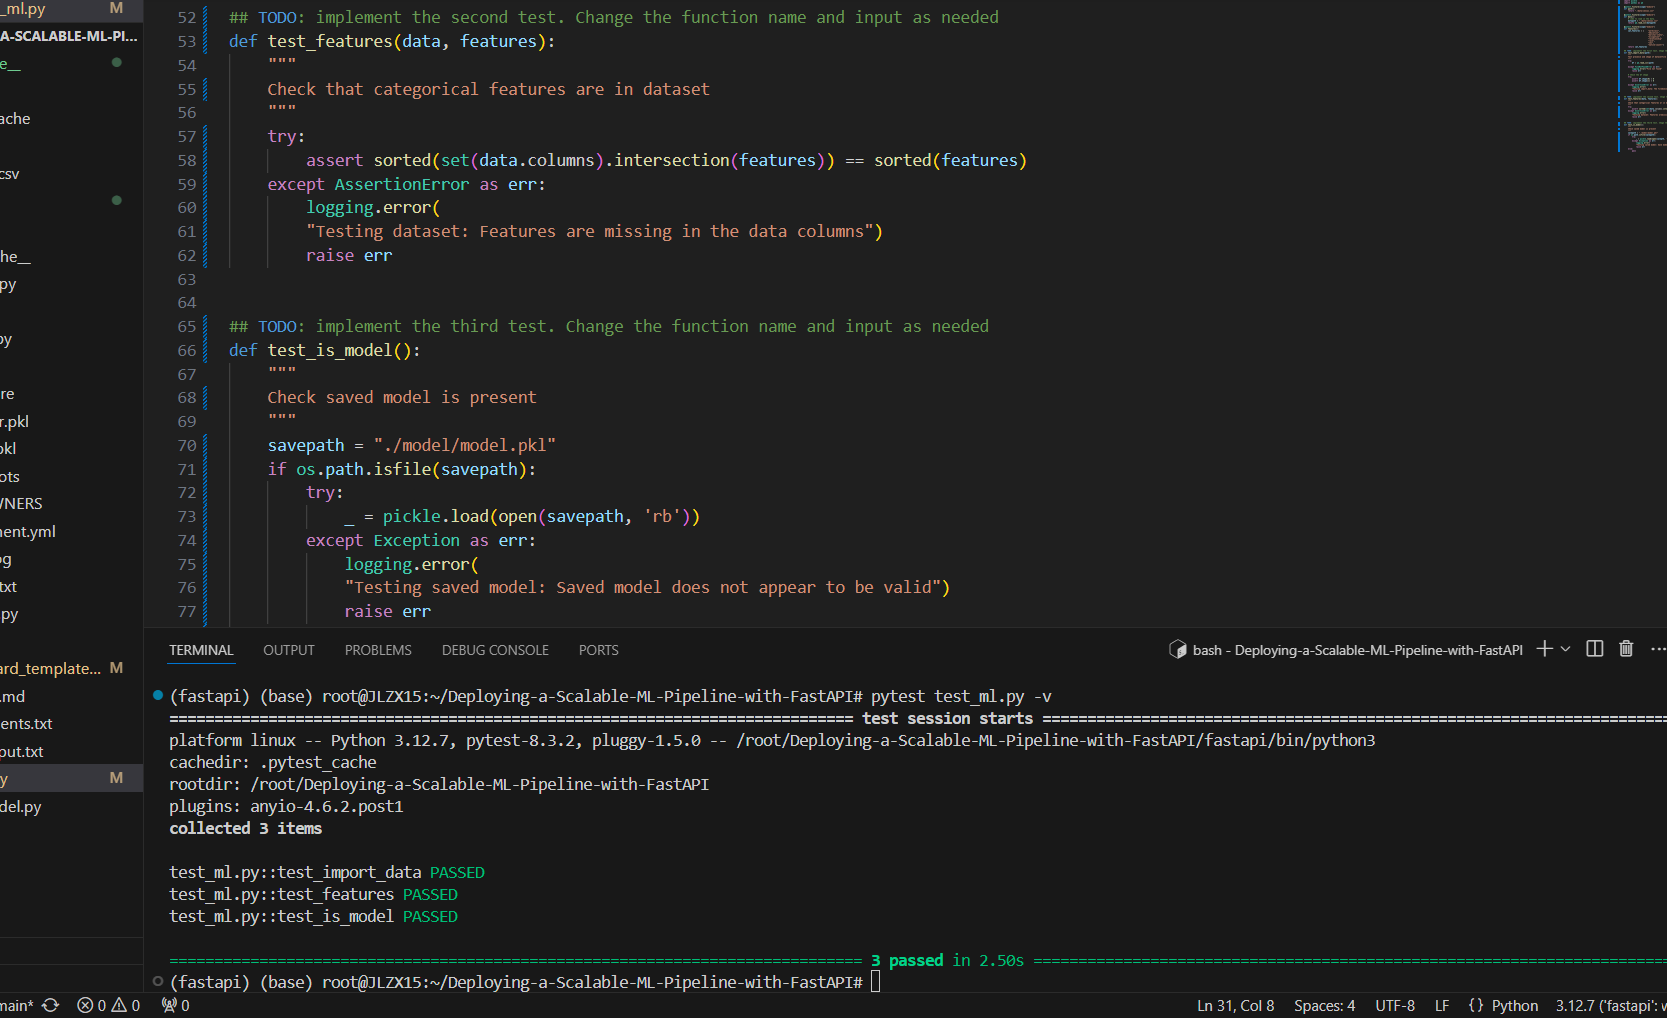 _ml.py M
A-SCALABLE-ML-PI...
e__
ache
csv
he__
py
y
re
r.pkl
kl
ots
NERS
ent.yml
g
txt
py
ard_template... M
.md
ents.txt
put.txt
y M
del.py
52 ## TODO: implement the second test. Change the function name and input as needed
53 def test_features(data, features):
54 """
55 Check that categorical features are in dataset
56 """
57 try:
58 assert sorted(set(data.columns).intersection(features)) == sorted(features)
59 except AssertionError as err:
60 logging.error(
61 "Testing dataset: Features are missing in the data columns")
62 raise err
63
64
65 ## TODO: implement the third test. Change the function name and input as needed
66 def test_is_model():
67 """
68 Check saved model is present
69 """
70 savepath = "./model/model.pkl"
71 if os.path.isfile(savepath):
72 try:
73 _ = pickle.load(open(savepath, 'rb'))
74 except Exception as err:
75 logging.error(
76 "Testing saved model: Saved model does not appear to be valid")
77 raise err
TERMINAL OUTPUT PROBLEMS DEBUG CONSOLE PORTS bash - Deploying-a-Scalable-ML-Pipeline-with-FastAPI
(fastapi) (base) root@JLZX15:~/Deploying-a-Scalable-ML-Pipeline-with-FastAPI# pytest test_ml.py -v
============================================================================ test session starts =====================================================================
platform linux -- Python 3.12.7, pytest-8.3.2, pluggy-1.5.0 -- /root/Deploying-a-Scalable-ML-Pipeline-with-FastAPI/fastapi/bin/python3
cachedir: .pytest_cache
rootdir: /root/Deploying-a-Scalable-ML-Pipeline-with-FastAPI
plugins: anyio-4.6.2.post1
collected 3 items
test_ml.py::test_import_data PASSED
test_ml.py::test_features PASSED
test_ml.py::test_is_model PASSED
============================================================================= 3 passed in 2.50s ======================================================================
(fastapi) (base) root@JLZX15:~/Deploying-a-Scalable-ML-Pipeline-with-FastAPI#
main* 0 0 0 Ln 31, Col 8 Spaces: 4 UTF-8 LF {} Python 3.12.7 ('fastapi':